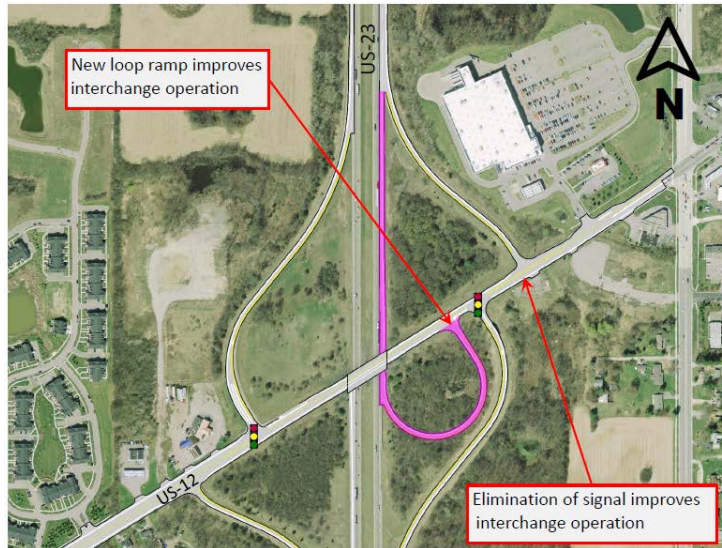 US-23
New loop ramp improves
interchange operation
N
US-12
Elimination of signal improves
interchange operation